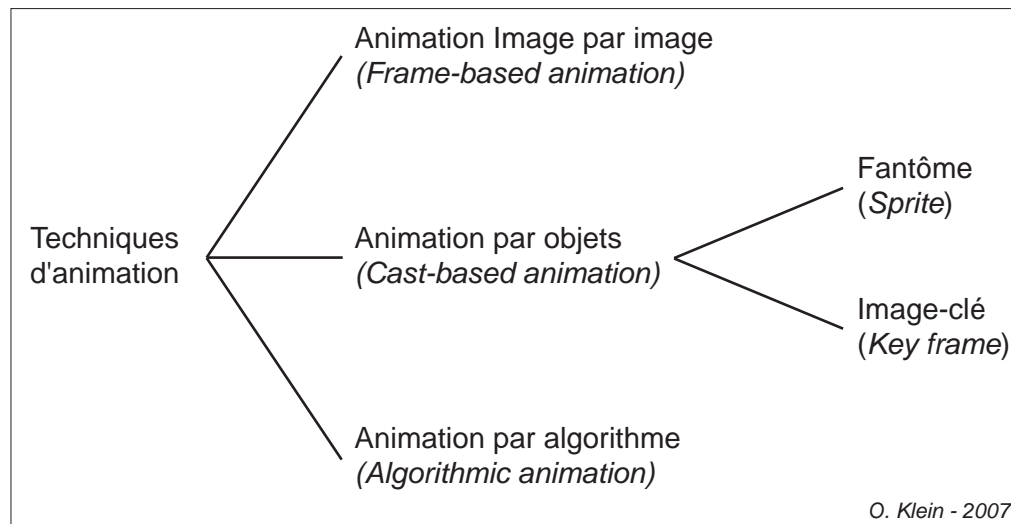 Techniques
d'animation
Animation Image par image
(Frame-based animation)
Animation par objets
(Cast-based animation)
Fantôme
(Sprite)
Image-clé
(Key frame)
Animation par algorithme
(Algorithmic animation)
O. Klein - 2007